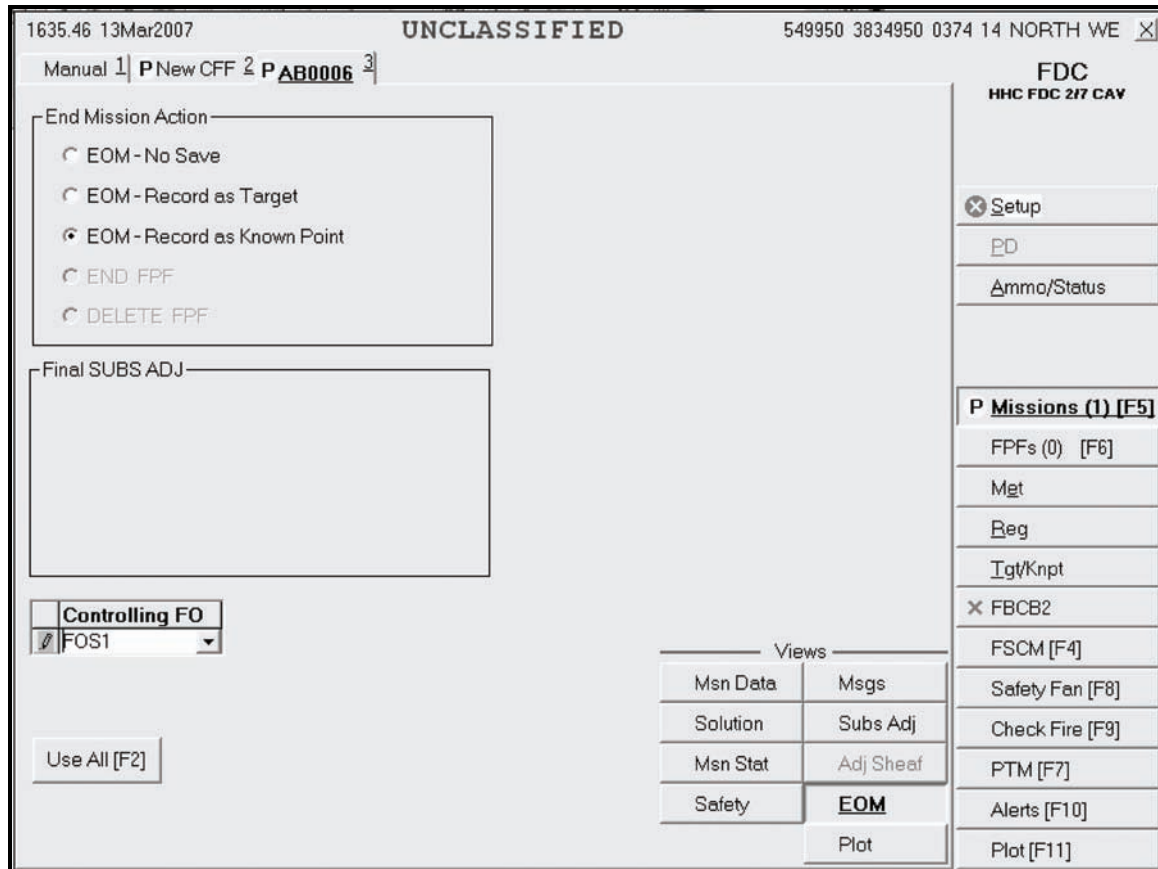 1635.46 13Mar2007 UNCLASSIFIED 549950 3834950 0374 14 NORTH WE X
Manual 1 P New CFF 2 P AB0006 3
FDC
HHC FDC 2/7 CAV
End Mission Action
EOM - No Save
EOM - Record as Target
EOM - Record as Known Point
END FPF
DELETE FPF
Final SUBS ADJ
Controlling FO
FOS1
Use All [F2]
Views
Msn Data Msgs
Solution Subs Adj
Msn Stat Adj Sheaf
Safety EOM
Plot
Setup
PD
Ammo/Status
P Missions (1) [F5]
FPFs (0) [F6]
Met
Reg
Tgt/Knpt
FBCB2
FSCM [F4]
Safety Fan [F8]
Check Fire [F9]
PTM [F7]
Alerts [F10]
Plot [F11]